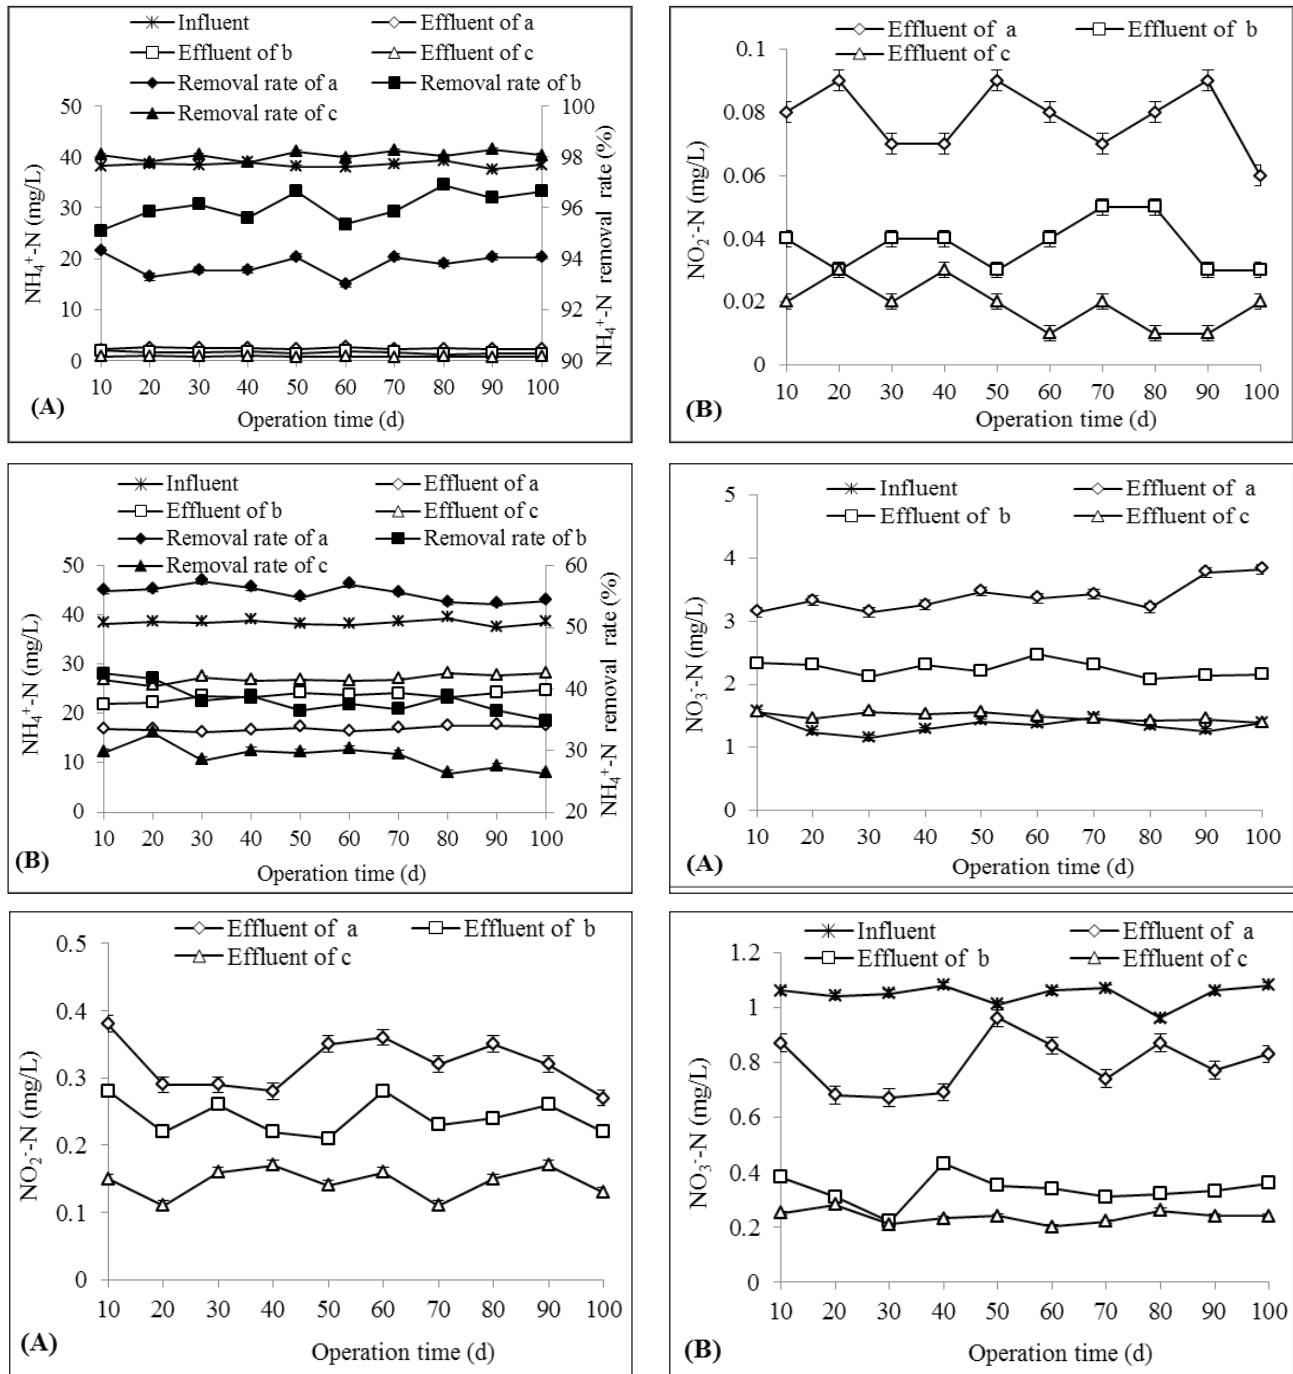 Influent
Effluent of a
Effluent of b
Effluent of c
Removal rate of a
Removal rate of b
Removal rate of c
50
40
30
20
10
0
NH₄⁺-N (mg/L)
100
98
96
94
92
90
NH₄⁺-N removal rate (%)
10 20 30 40 50 60 70 80 90 100
Operation time (d)
(A)
Effluent of a
Effluent of b
Effluent of c
0.1
0.08
0.06
0.04
0.02
0
NO₂⁻-N (mg/L)
10 20 30 40 50 60 70 80 90 100
Operation time (d)
(B)
Influent
Effluent of a
Effluent of b
Effluent of c
Removal rate of a
Removal rate of b
Removal rate of c
50
40
30
20
10
0
NH₄⁺-N (mg/L)
60
50
40
30
20
NH₄⁺-N removal rate (%)
10 20 30 40 50 60 70 80 90 100
Operation time (d)
(B)
Influent
Effluent of a
Effluent of b
Effluent of c
5
4
3
2
1
0
NO₃⁻-N (mg/L)
10 20 30 40 50 60 70 80 90 100
Operation time (d)
(A)
Effluent of a
Effluent of b
Effluent of c
0.5
0.4
0.3
0.2
0.1
0
NO₂⁻-N (mg/L)
10 20 30 40 50 60 70 80 90 100
Operation time (d)
(A)
Influent
Effluent of a
Effluent of b
Effluent of c
1.2
1
0.8
0.6
0.4
0.2
0
NO₃⁻-N (mg/L)
10 20 30 40 50 60 70 80 90 100
Operation time (d)
(B)